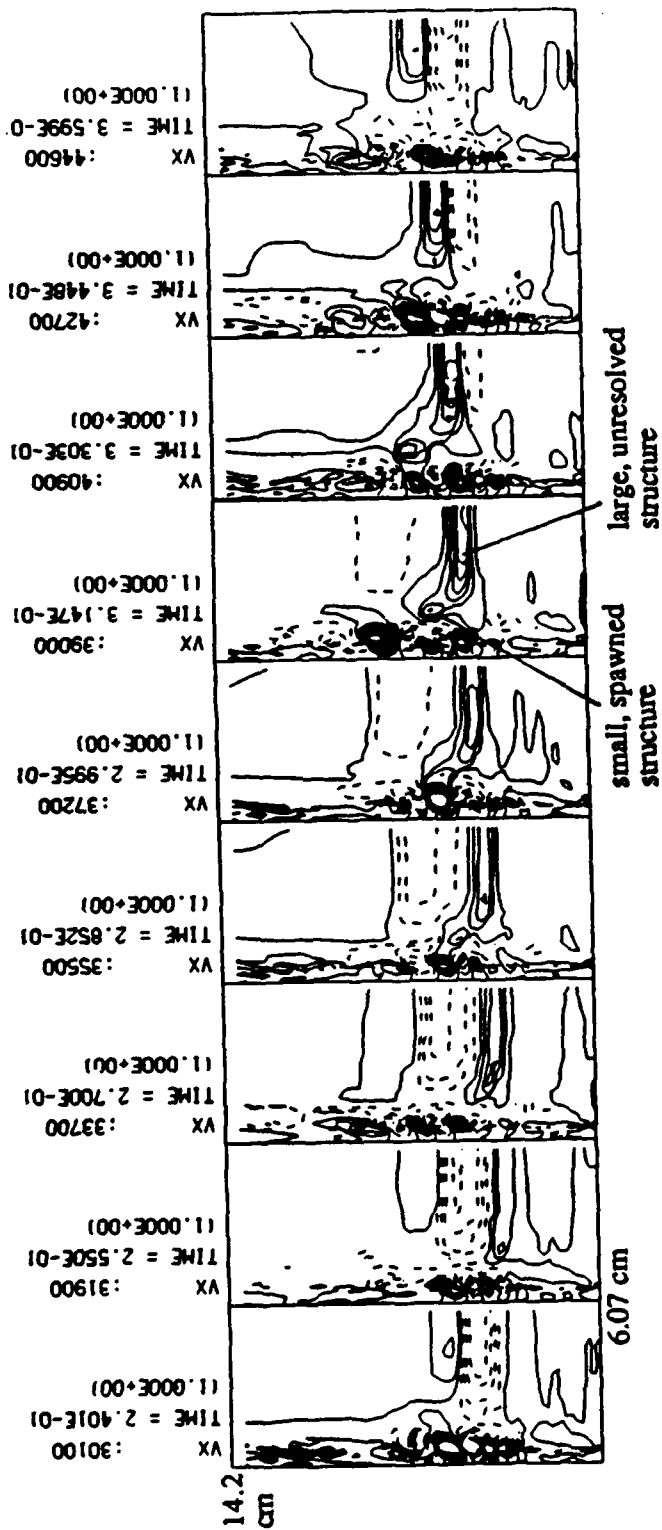 14.2
cm
VX :30100
TIME = 2.401E-01
(1.000E+00)
VX :31900
TIME = 2.550E-01
(1.000E+00)
VX :33700
TIME = 2.700E-01
(1.000E+00)
VX :35500
TIME = 2.852E-01
(1.000E+00)
VX :37200
TIME = 2.995E-01
(1.000E+00)
VX :39000
TIME = 3.147E-01
(1.000E+00)
VX :40900
TIME = 3.303E-01
(1.000E+00)
VX :42700
TIME = 3.448E-01
(1.000E+00)
VX :44600
TIME = 3.599E-0
(1.000E+00)
6.07 cm
small, spawned
structure
large, unresolved
structure